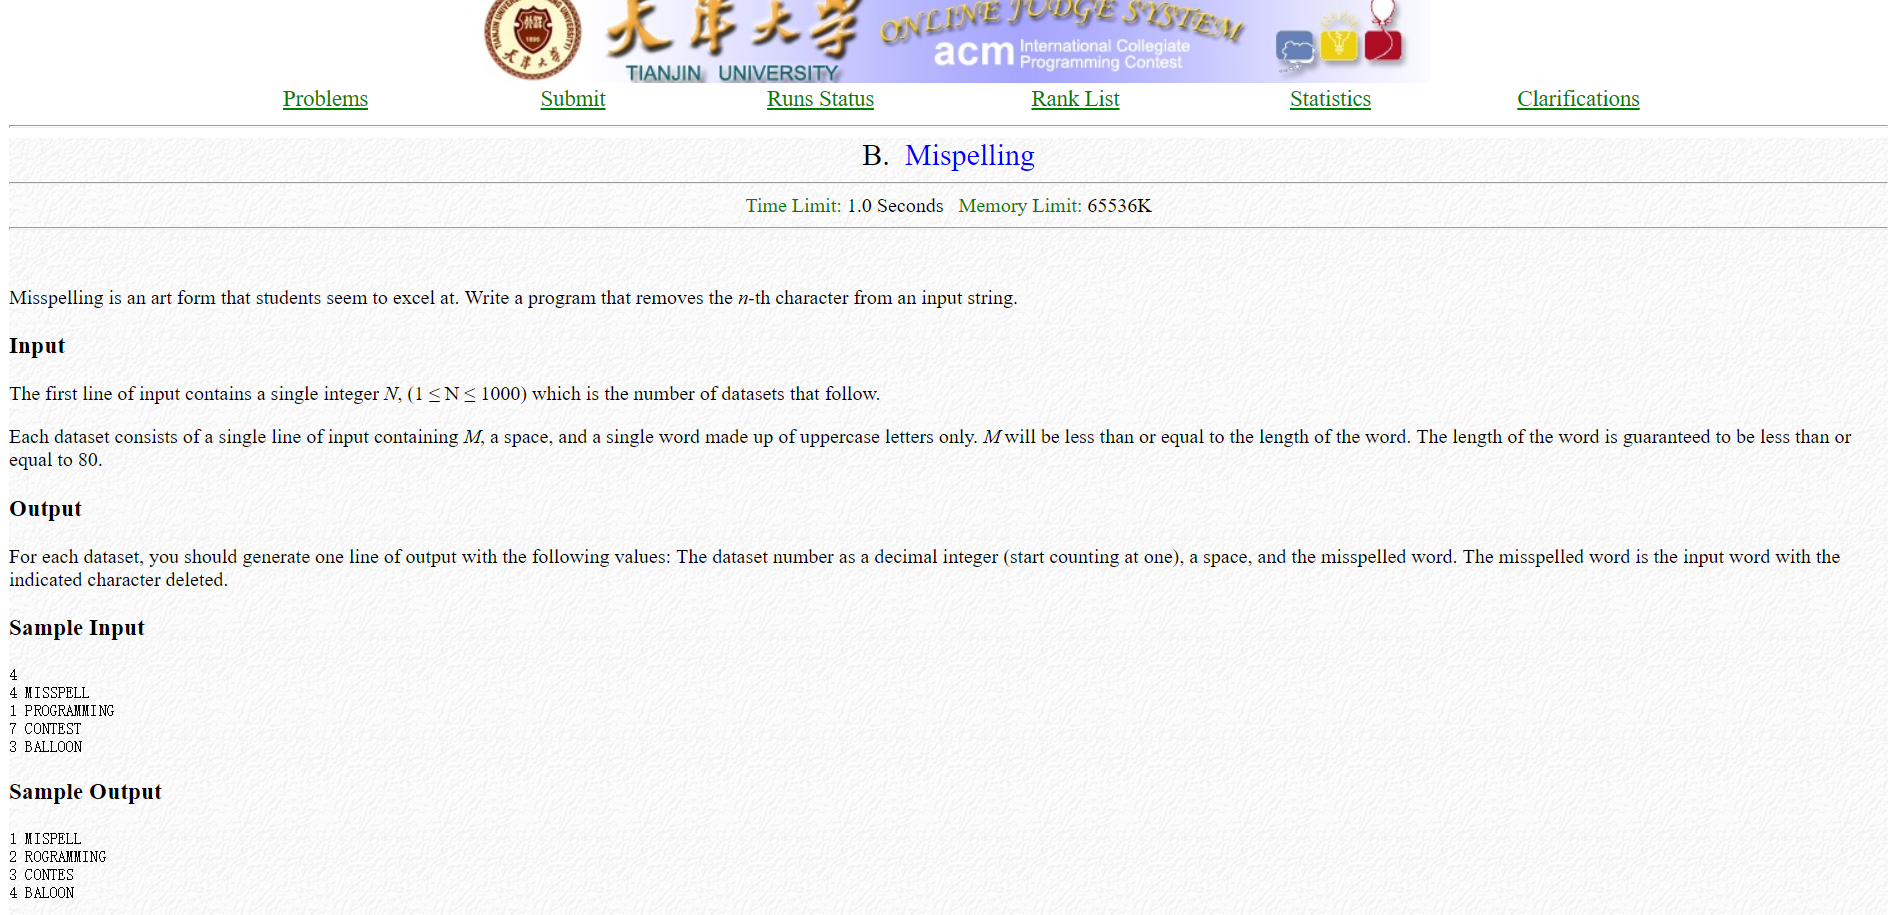 天津大学
TIANJIN UNIVERSITY
ONLINE JUDGE SYSTEM
acm International Collegiate
Programming Contest
Problems Submit Runs Status Rank List Statistics Clarifications
B. Mispelling
Time Limit: 1.0 Seconds Memory Limit: 65536K
Misspelling is an art form that students seem to excel at. Write a program that removes the n-th character from an input string.
Input
The first line of input contains a single integer N, (1 ≤ N ≤ 1000) which is the number of datasets that follow.
Each dataset consists of a single line of input containing M, a space, and a single word made up of uppercase letters only. M will be less than or equal to the length of the word. The length of the word is guaranteed to be less than or
equal to 80.
Output
For each dataset, you should generate one line of output with the following values: The dataset number as a decimal integer (start counting at one), a space, and the misspelled word. The misspelled word is the input word with the
indicated character deleted.
Sample Input
4
4 MISSPELL
1 PROGRAMMING
7 CONTEST
3 BALLOON
Sample Output
1 MISPELL
2 ROGRAMMING
3 CONTES
4 BALOON